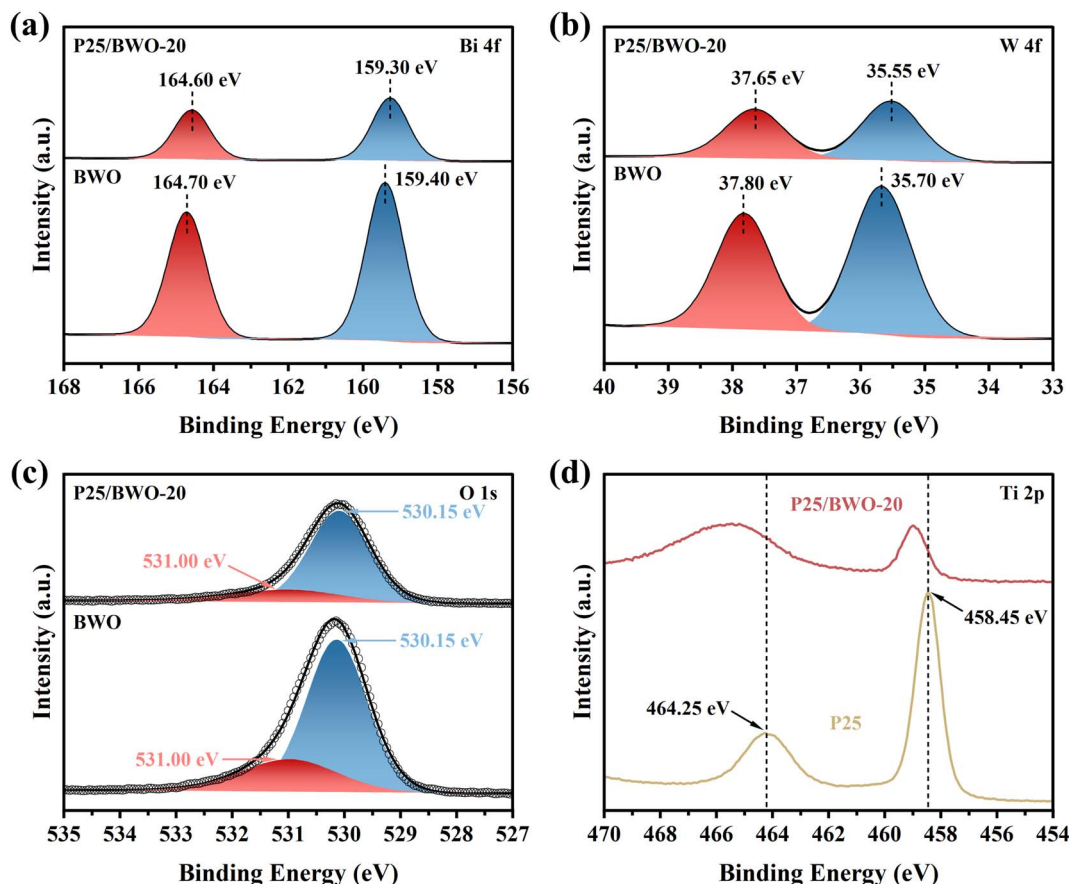 (a)
P25/BWO-20
Bi 4f
164.60 eV
159.30 eV
BWO
164.70 eV
159.40 eV
Intensity (a.u.)
168 166 164 162 160 158 156
Binding Energy (eV)
(b)
P25/BWO-20
W 4f
37.65 eV
35.55 eV
BWO
37.80 eV
35.70 eV
Intensity (a.u.)
40 39 38 37 36 35 34 33
Binding Energy (eV)
(c)
P25/BWO-20
O 1s
530.15 eV
531.00 eV
BWO
530.15 eV
531.00 eV
Intensity (a.u.)
535 534 533 532 531 530 529 528 527
Binding Energy (eV)
(d)
Ti 2p
P25/BWO-20
458.45 eV
464.25 eV
P25
Intensity (a.u.)
470 468 466 464 462 460 458 456 454
Binding Energy (eV)